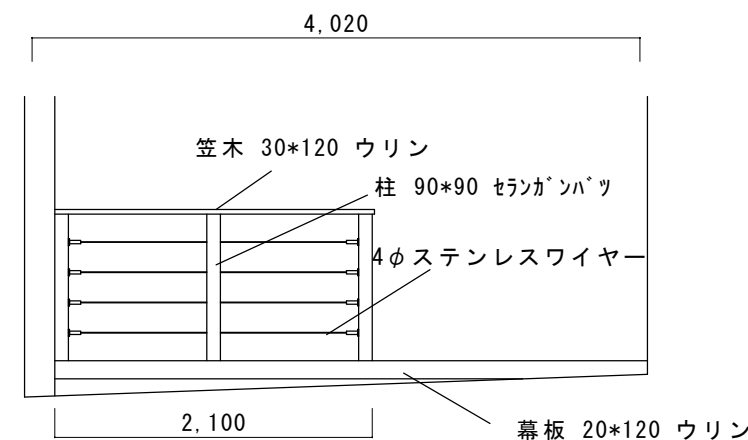 4,020
笠木 30*120 ウリン
柱 90*90 ｾﾗﾝｶﾞﾝﾊﾞﾂ
4φステンレスワイヤー
2,100
幕板 20*120 ウリン